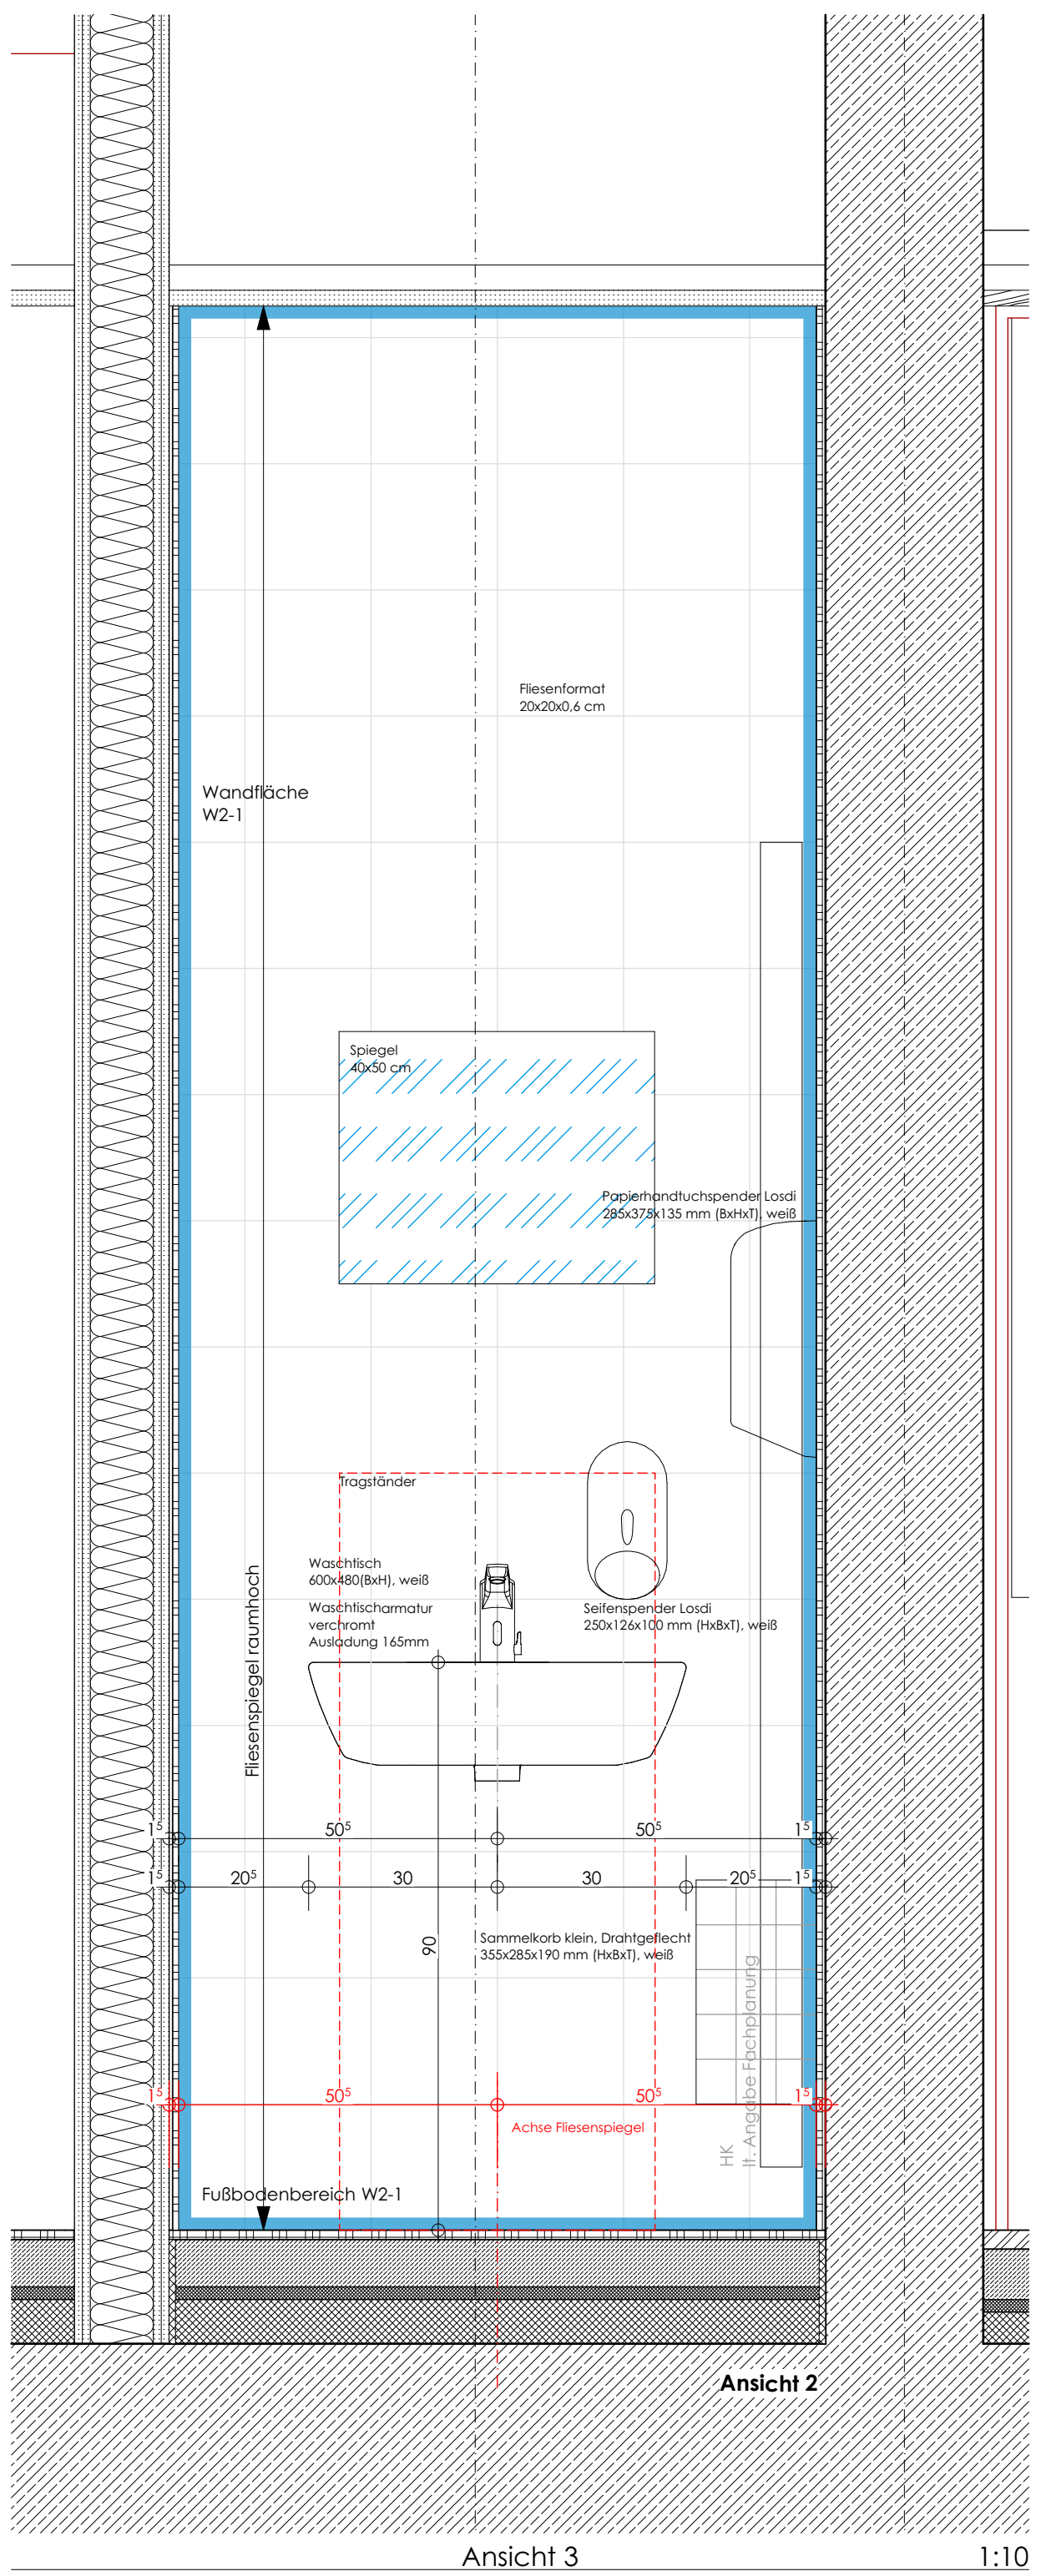 Fliesenformat
20x20x0,6 cm
Wandfläche
W2-1
Spiegel
40x50 cm
Papierhandtuchspender Losdi
285x375x135 mm (BxHxT), weiß
Tragständer
Waschtisch
600x480(BxH), weiß
Waschtischarmatur
verchromt
Ausladung 165mm
Seifenspender Losdi
250x126x100 mm (HxBxT), weiß
Fliesenspiegel raumhoch
1⁵ 50⁵ 50⁵ 1⁵
1⁵ 20⁵ 30 30 20⁵ 1⁵
90
Sammelkorb klein, Drahtgeflecht
355x285x190 mm (HxBxT), weiß
HK
lt. Angabe Fachplanung
1⁵ 50⁵ 50⁵ 1⁵
Achse Fliesenspiegel
Fußbodenbereich W2-1
Ansicht 2
Ansicht 3 1:10